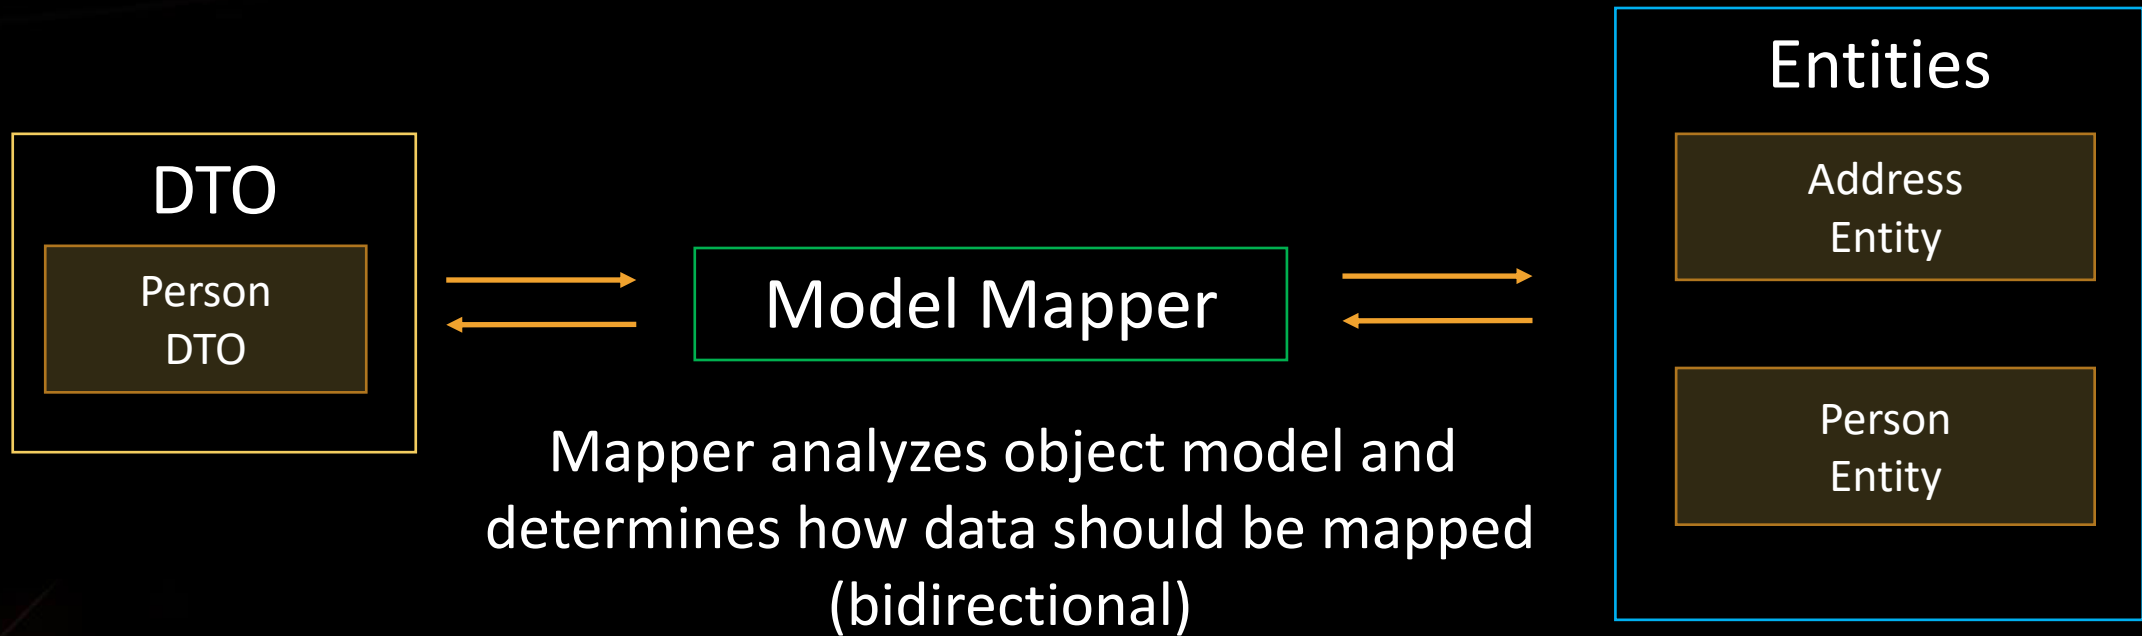 DTO
Person
DTO
Model Mapper
Mapper analyzes object model and
determines how data should be mapped
(bidirectional)
Entities
Address
Entity
Person
Entity